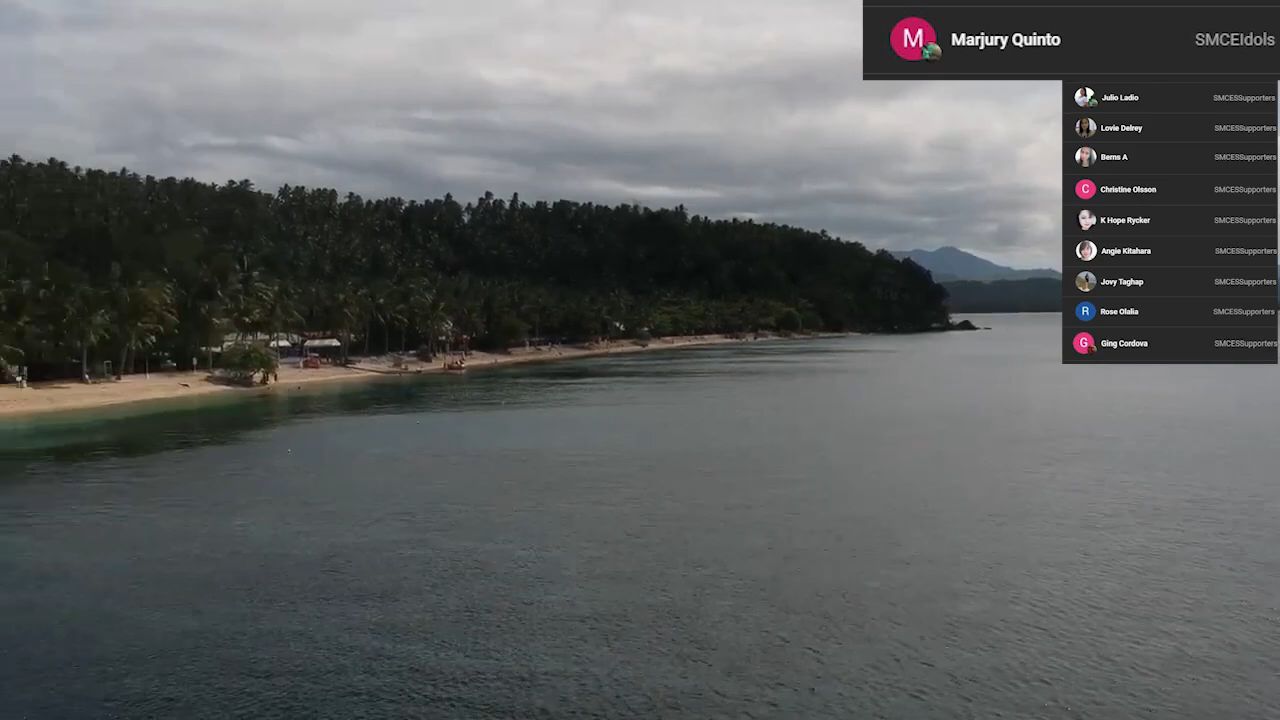 M Marjury Quinto SMCEIdols
Julio Ladio SMCESSupporters
Lovie Delrey SMCESSupporters
Berns A SMCESSupporters
C Christine Olsson SMCESSupporters
K Hope Rycker SMCESSupporters
Angie Kitahara SMCESSupporters
Jovy Taghap SMCESSupporters
R Rose Olalia SMCESSupporters
G Ging Cordova SMCESSupporters